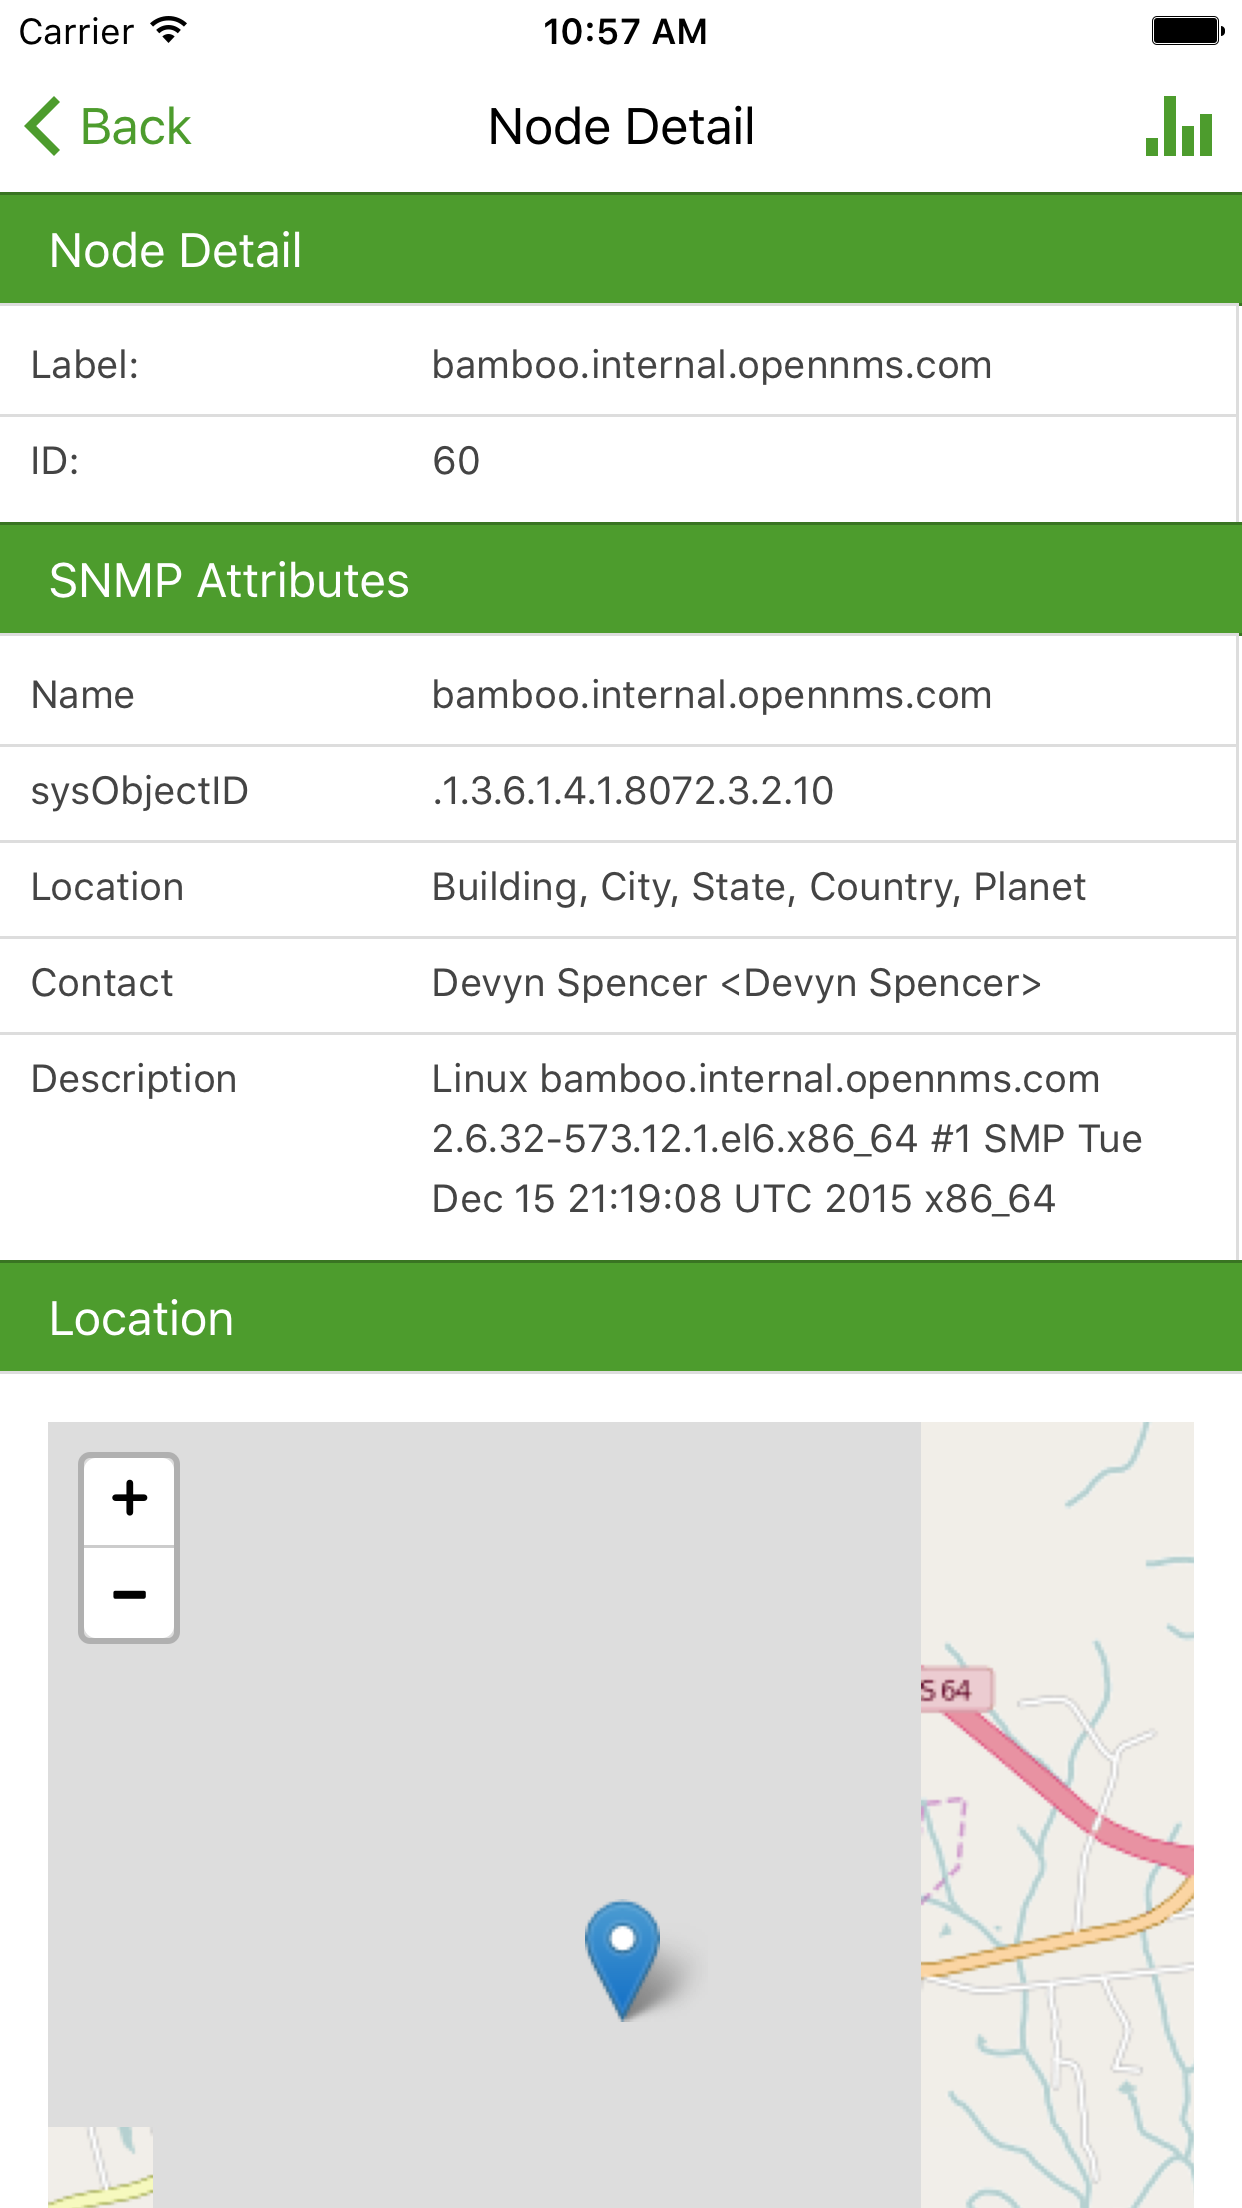 Carrier 10:57 AM
Back Node Detail
Node Detail
Label: bamboo.internal.opennms.com
ID: 60
SNMP Attributes
Name bamboo.internal.opennms.com
sysObjectID .1.3.6.1.4.1.8072.3.2.10
Location Building, City, State, Country, Planet
Contact Devyn Spencer <Devyn Spencer>
Description Linux bamboo.internal.opennms.com
2.6.32-573.12.1.el6.x86_64 #1 SMP Tue
Dec 15 21:19:08 UTC 2015 x86_64
Location
+
−
S 64